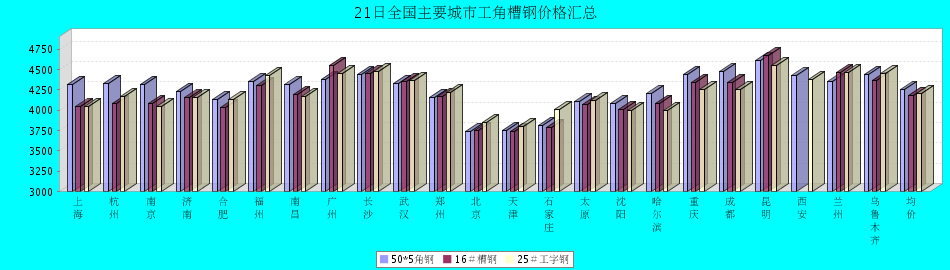 21日全国主要城市工角槽钢价格汇总
4750
4500
4250
4000
3750
3500
3250
3000
上海
杭州
南京
济南
合肥
福州
南昌
广州
长沙
武汉
郑州
北京
天津
石家庄
太原
沈阳
哈尔滨
重庆
成都
昆明
西安
兰州
乌鲁木齐
均价
50*5角钢 16#槽钢 25#工字钢